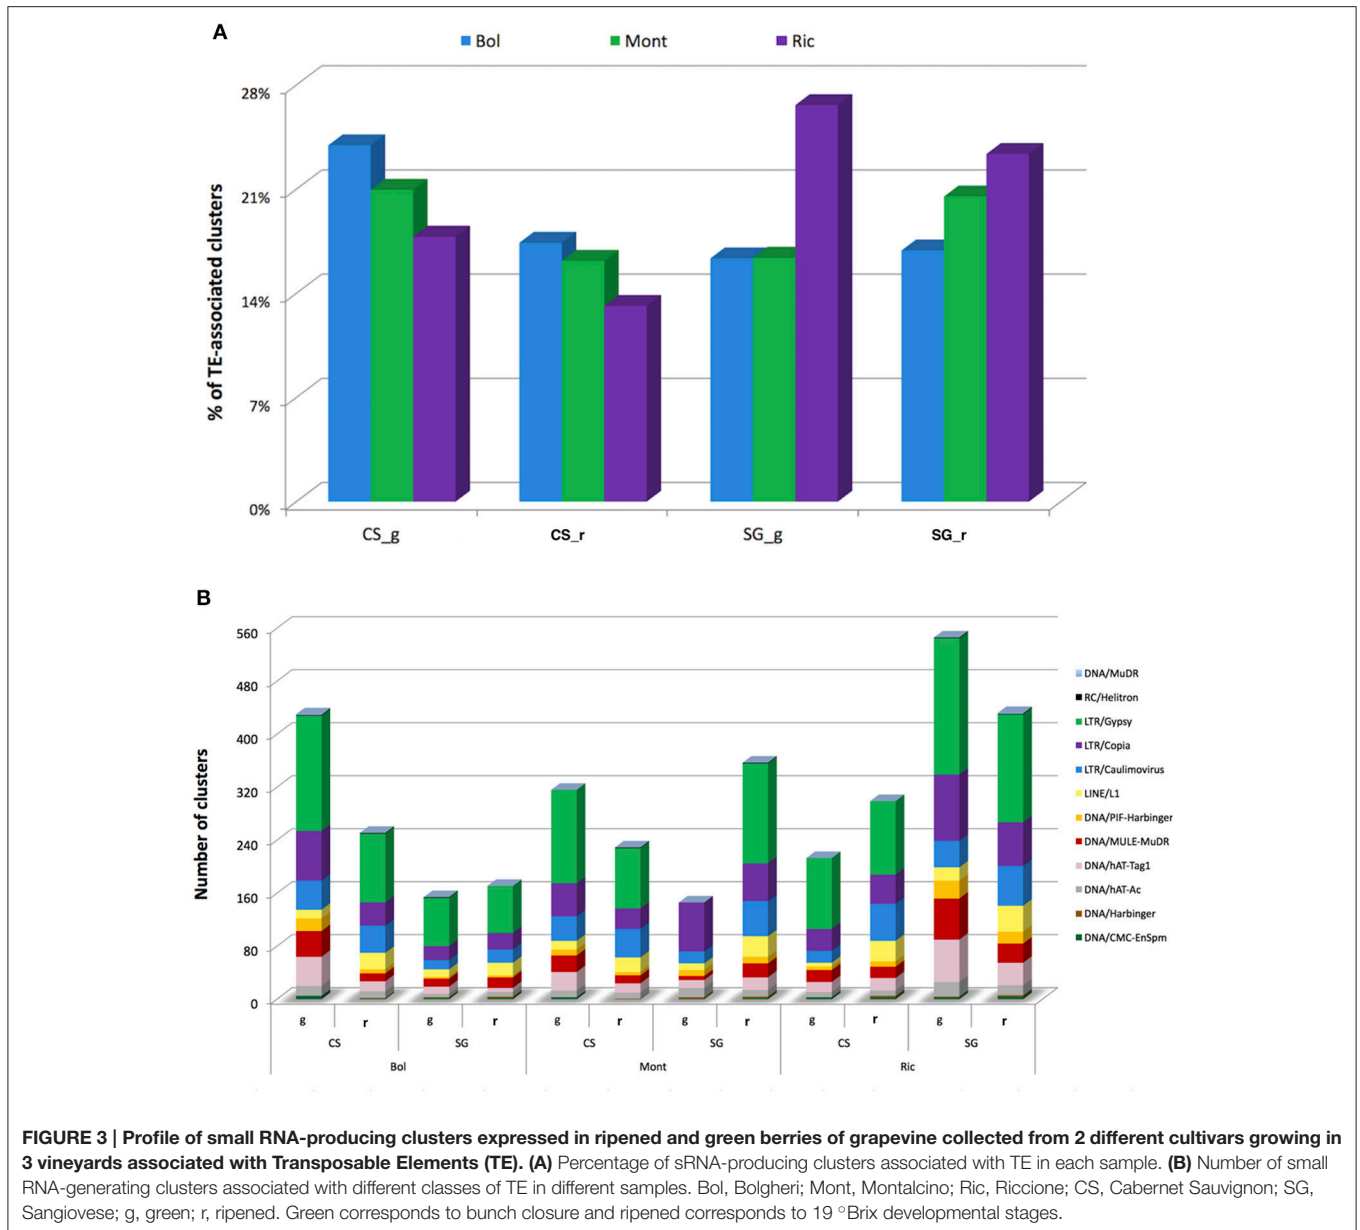 A
Bol Mont Ric
% of TE-associated clusters
28%
21%
14%
7%
0%
CS_g CS_r SG_g SG_r
B
Number of clusters
560
480
400
320
240
160
80
0
g r g r g r g r g r g r
CS SG CS SG CS SG
Bol Mont Ric
DNA/MuDR
RC/Helitron
LTR/Gypsy
LTR/Copia
LTR/Caulimovirus
LINE/L1
DNA/PIF-Harbinger
DNA/MULE-MuDR
DNA/hAT-Tag1
DNA/hAT-Ac
DNA/Harbinger
DNA/CMC-EnSpm
FIGURE 3 | Profile of small RNA-producing clusters expressed in ripened and green berries of grapevine collected from 2 different cultivars growing in
3 vineyards associated with Transposable Elements (TE). (A) Percentage of sRNA-producing clusters associated with TE in each sample. (B) Number of small
RNA-generating clusters associated with different classes of TE in different samples. Bol, Bolgheri; Mont, Montalcino; Ric, Riccione; CS, Cabernet Sauvignon; SG,
Sangiovese; g, green; r, ripened. Green corresponds to bunch closure and ripened corresponds to 19 °Brix developmental stages.